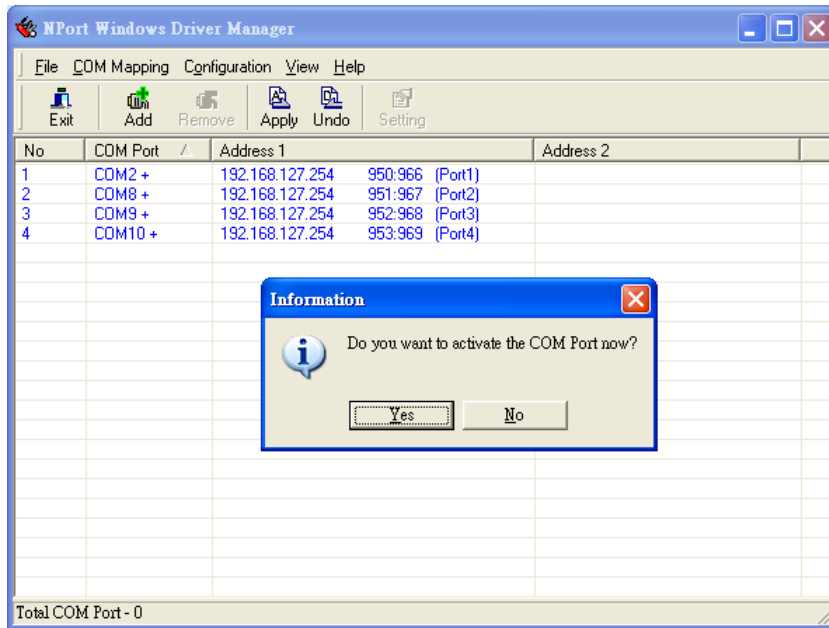 NPort Windows Driver Manager
File COM Mapping Configuration View Help
Exit Add Remove Apply Undo Setting
No COM Port Address 1 Address 2
1 COM2 + 192.168.127.254 950:966 (Port1)
2 COM8 + 192.168.127.254 951:967 (Port2)
3 COM9 + 192.168.127.254 952:968 (Port3)
4 COM10 + 192.168.127.254 953:969 (Port4)
Information
Do you want to activate the COM Port now?
Yes No
Total COM Port - 0